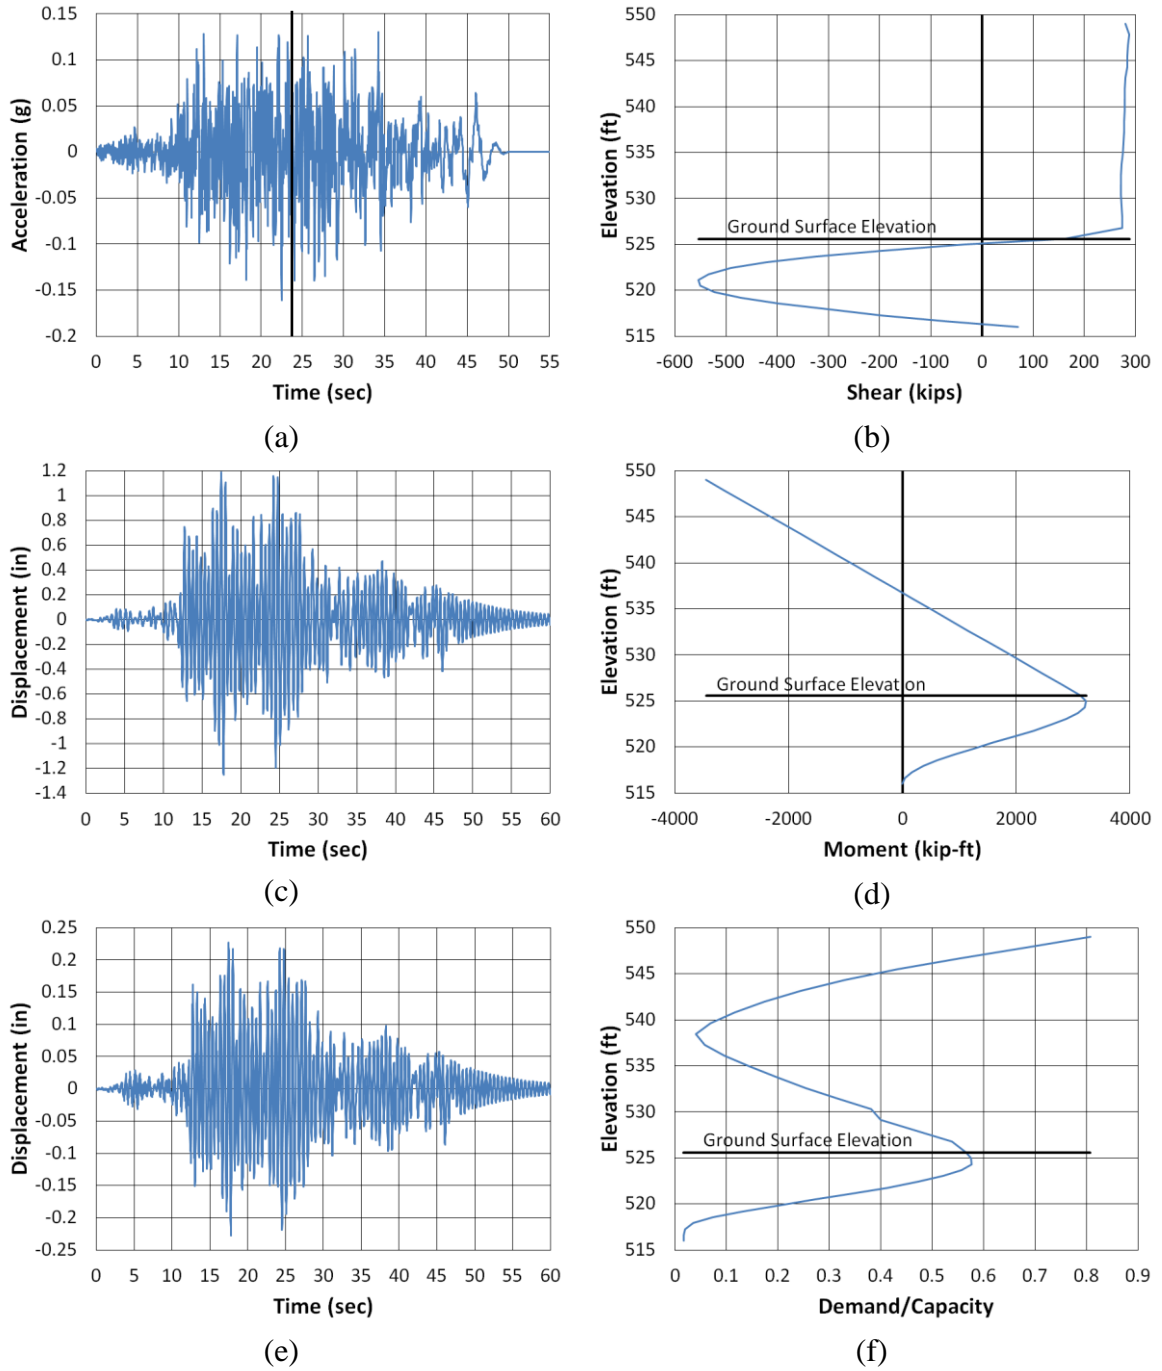 0.15
0.1
0.05
0
-0.05
-0.1
-0.15
-0.2
Acceleration (g)
0 5 10 15 20 25 30 35 40 45 50 55
Time (sec)
(a)
550
545
540
535
530
525
520
515
Elevation (ft)
Ground Surface Elevation
-600 -500 -400 -300 -200 -100 0 100 200 300
Shear (kips)
(b)
1.2
1
0.8
0.6
0.4
0.2
0
-0.2
-0.4
-0.6
-0.8
-1
-1.2
-1.4
Displacement (in)
0 5 10 15 20 25 30 35 40 45 50 55 60
Time (sec)
(c)
550
545
540
535
530
525
520
515
Elevation (ft)
Ground Surface Elevation
-4000 -2000 0 2000 4000
Moment (kip-ft)
(d)
0.25
0.2
0.15
0.1
0.05
0
-0.05
-0.1
-0.15
-0.2
-0.25
Displacement (in)
0 5 10 15 20 25 30 35 40 45 50 55 60
Time (sec)
(e)
550
545
540
535
530
525
520
515
Elevation (ft)
Ground Surface Elevation
0 0.1 0.2 0.3 0.4 0.5 0.6 0.7 0.8 0.9
Demand/Capacity
(f)